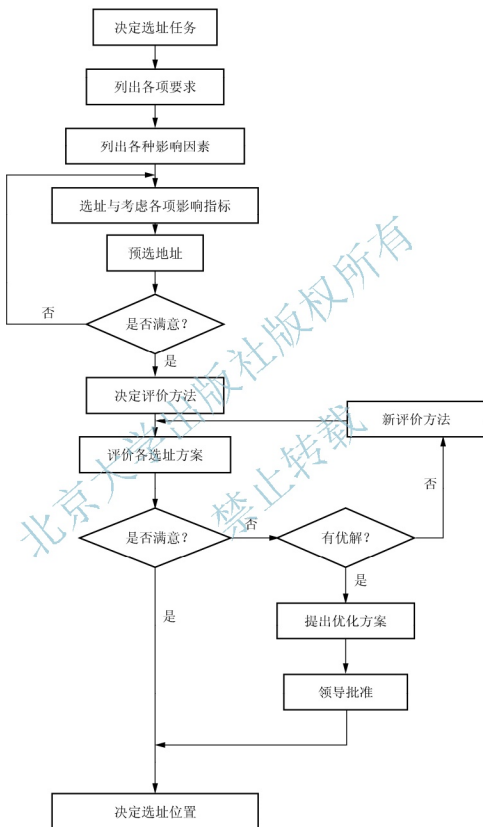 决定选址任务
列出各项要求
列出各种影响因素
选址与考虑各项影响指标
预选地址
否
是否满意？
是
决定评价方法
新评价方法
评价各选址方案
否
是否满意？
否
有优解？
是
是
提出优化方案
领导批准
决定选址位置
北京大学出版社版权所有
禁止转载